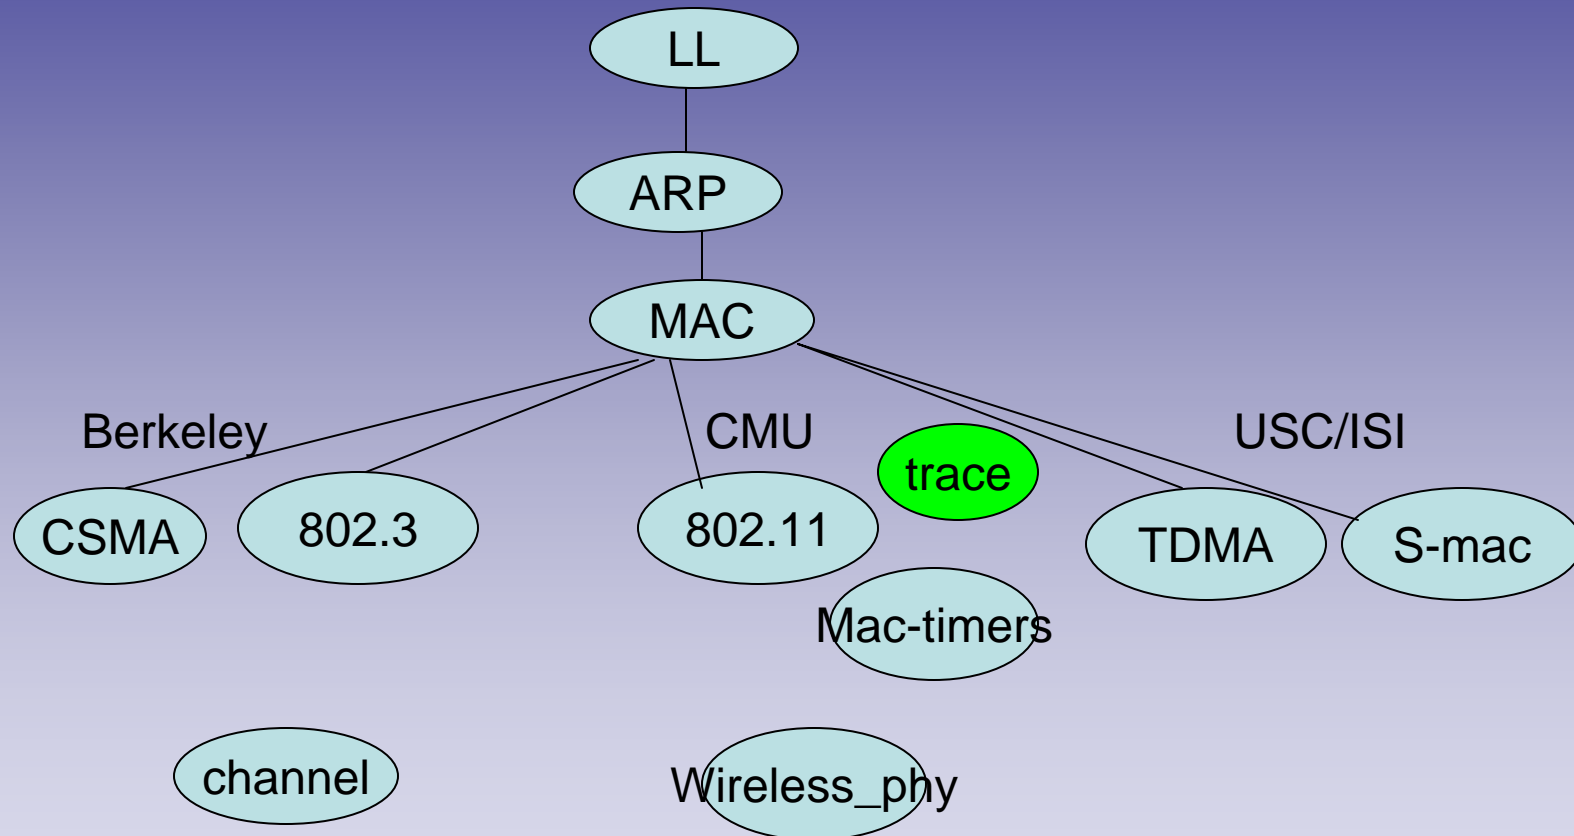 LL
ARP
MAC
Berkeley
CMU
USC/ISI
trace
CSMA
802.3
802.11
TDMA
S-mac
Mac-timers
channel
Wireless_phy